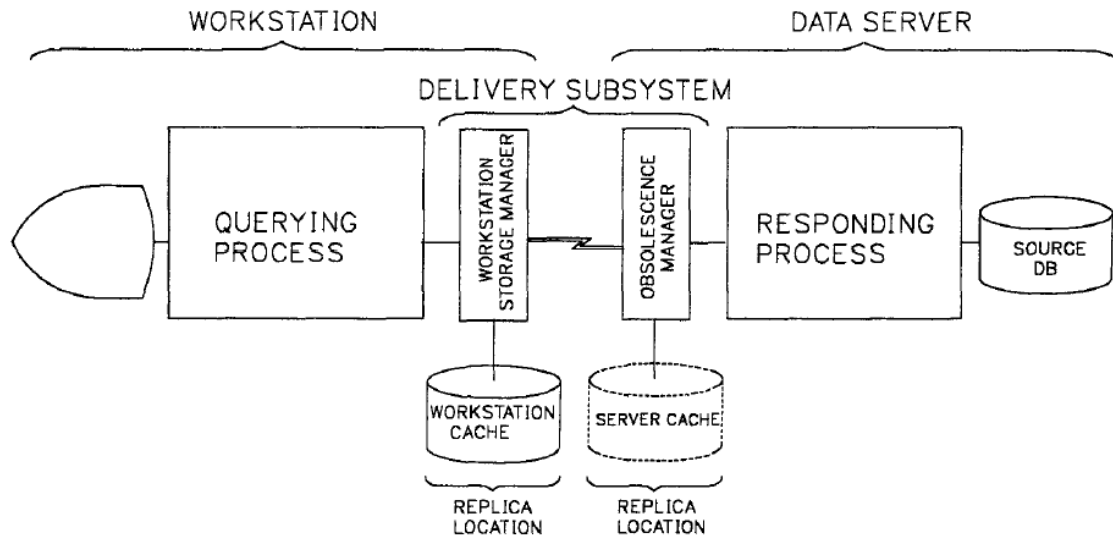 WORKSTATION
DATA SERVER
DELIVERY SUBSYSTEM
QUERYING
PROCESS
WORKSTATION
STORAGE MANAGER
OBSOLESCENCE
MANAGER
RESPONDING
PROCESS
SOURCE
DB
WORKSTATION
CACHE
SERVER CACHE
REPLICA
LOCATION
REPLICA
LOCATION